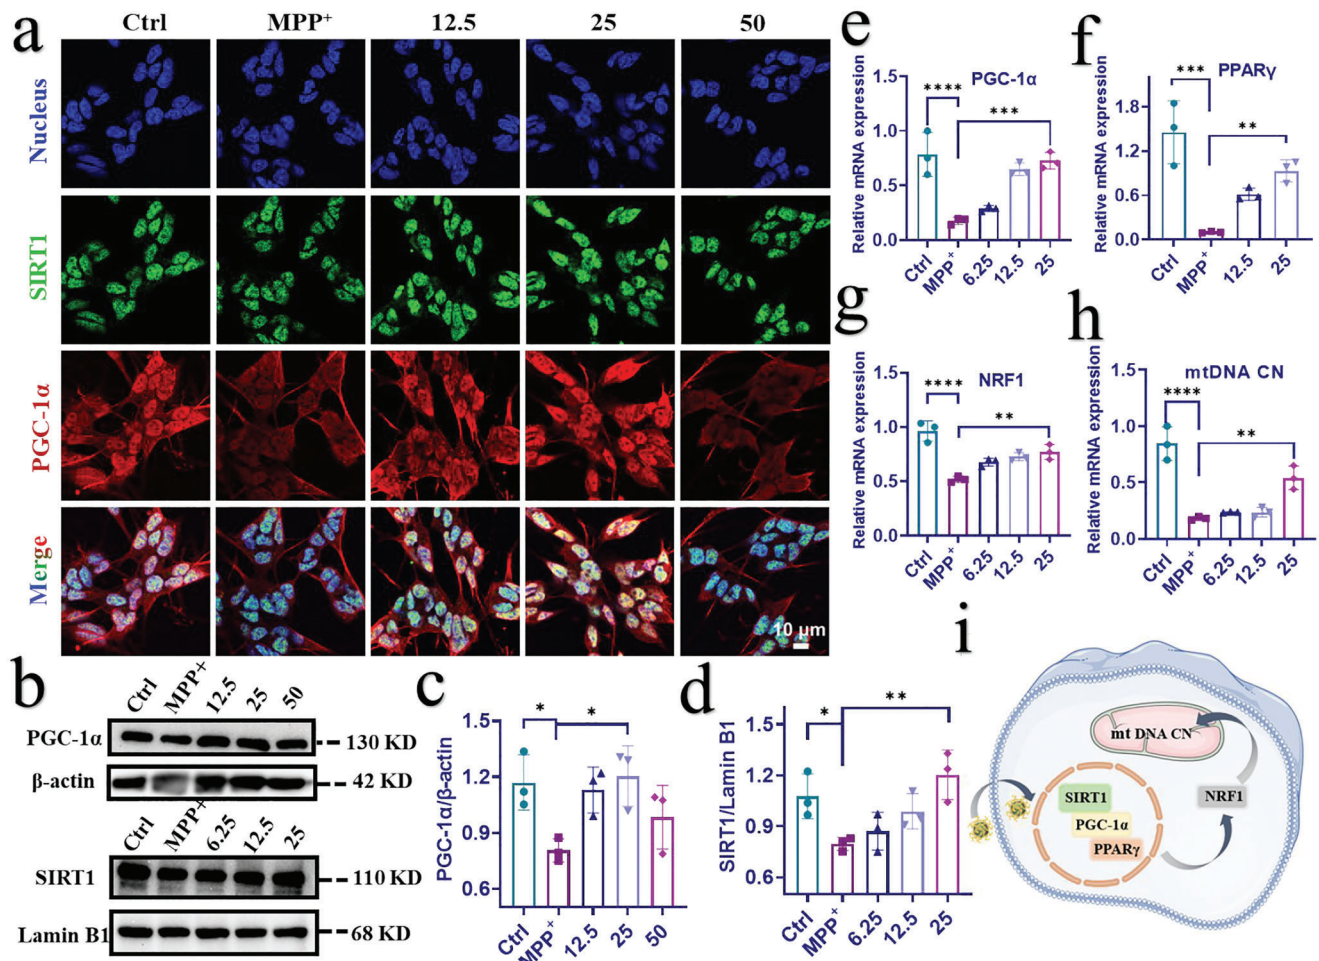 a
Ctrl MPP⁺ 12.5 25 50
Nucleus
SIRT1
PGC-1α
Merge
10 μm
b
Ctrl MPP⁺ 12.5 25 50
PGC-1α 130 KD
β-actin 42 KD
Ctrl MPP⁺ 6.25 12.5 25
SIRT1 110 KD
Lamin B1 68 KD
c
PGC-1α/β-actin
1.5
1.2
0.9
0.6
* *
Ctrl MPP⁺ 12.5 25 50
d
SIRT1/Lamin B1
1.5
1.2
0.9
0.6
* **
Ctrl MPP⁺ 6.25 12.5 25
e
Relative mRNA expression
PGC-1α
1.5
1.0
0.5
0.0
**** ***
Ctrl MPP⁺ 6.25 12.5 25
f
Relative mRNA expression
PPARγ
1.8
1.2
0.6
0.0
*** **
Ctrl MPP⁺ 12.5 25
g
Relative mRNA expression
NRF1
1.5
1.0
0.5
0.0
**** **
Ctrl MPP⁺ 6.25 12.5 25
h
Relative mRNA expression
mtDNA CN
1.5
1.0
0.5
0.0
**** **
Ctrl MPP⁺ 6.25 12.5 25
i
mt DNA CN
SIRT1
PGC-1α
PPARγ
NRF1